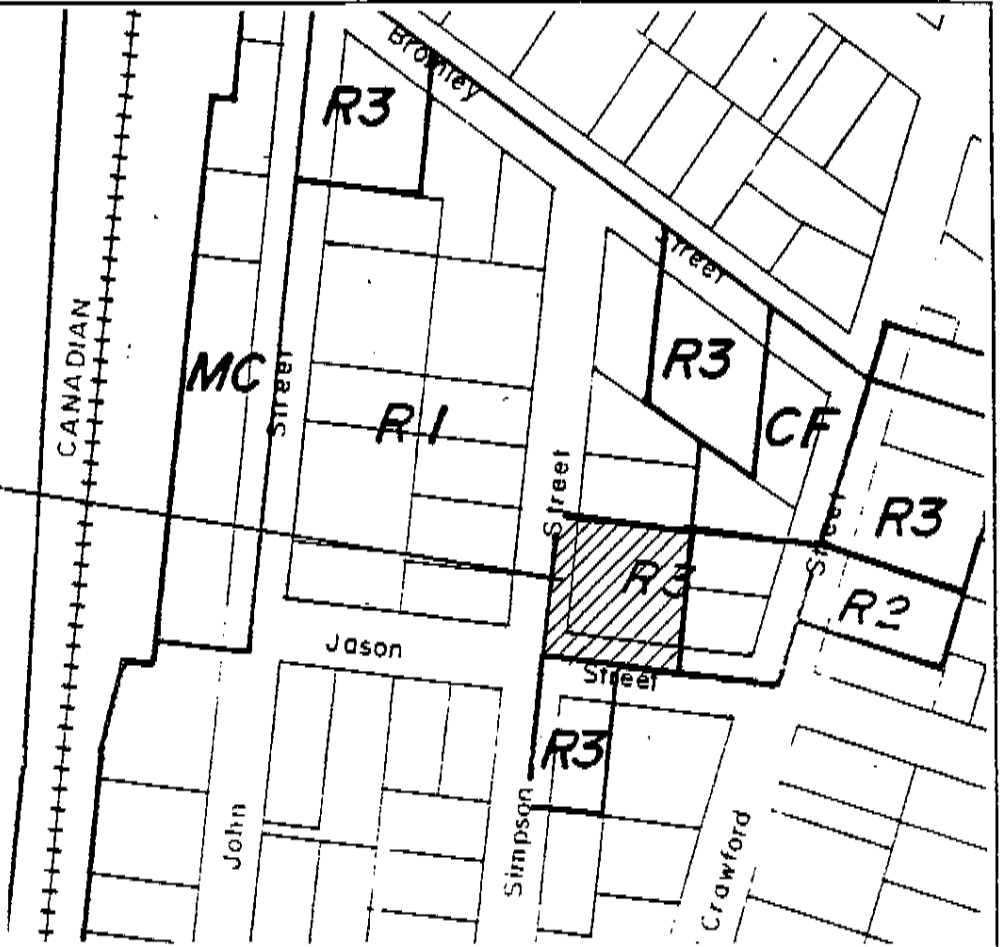 Bromley
Street
R3
CANADIAN
MC
Street
R1
R3
CF
Street
Street
R3
R3
R2
Jason
Street
R3
John
Simpson
Crawford